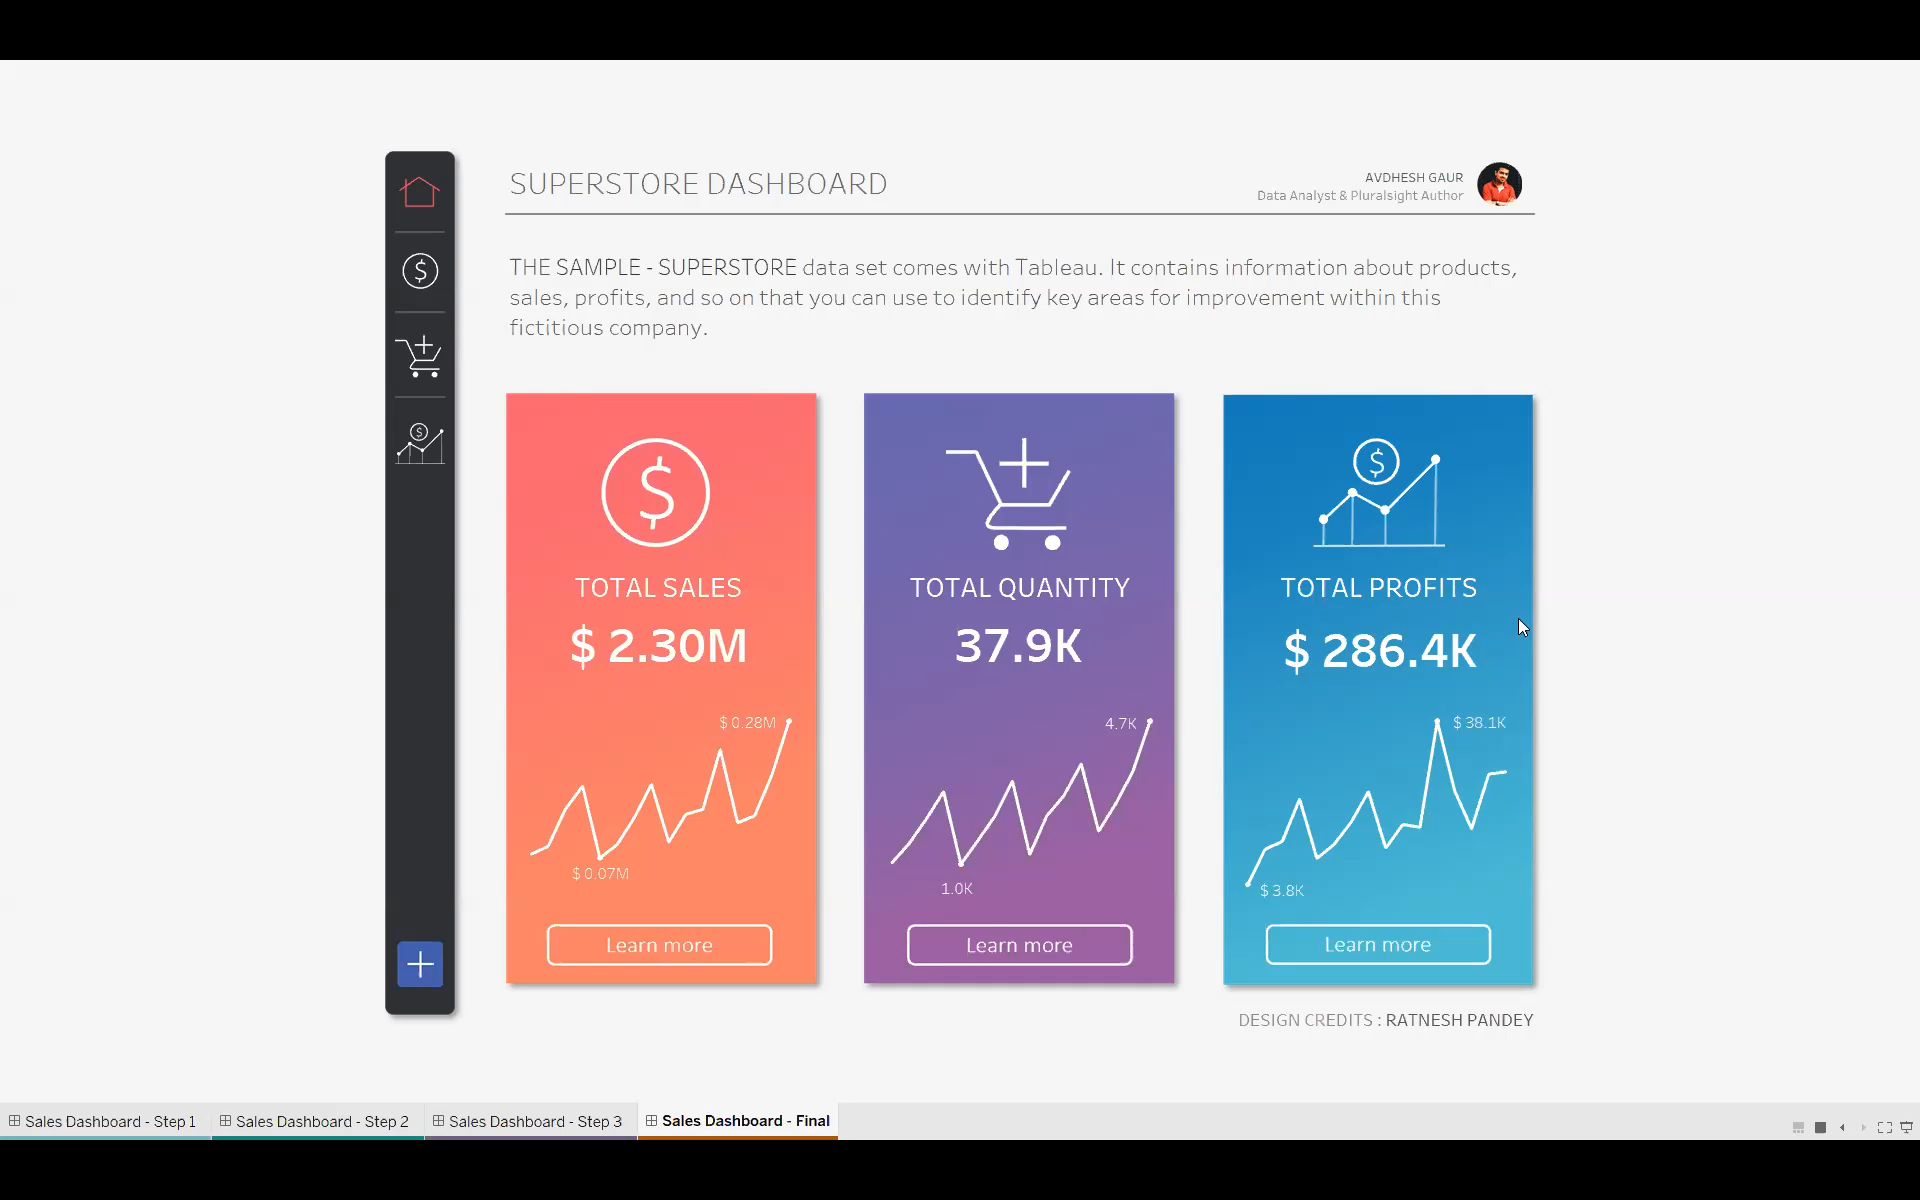 SUPERSTORE DASHBOARD
AVDHESH GAUR
Data Analyst & Pluralsight Author
THE SAMPLE - SUPERSTORE data set comes with Tableau. It contains information about products,
sales, profits, and so on that you can use to identify key areas for improvement within this
fictitious company.
$
$
$
TOTAL SALES
$ 2.30M
$ 0.28M
$ 0.07M
Learn more
TOTAL QUANTITY
37.9K
4.7K
1.0K
Learn more
$
TOTAL PROFITS
$ 286.4K
$ 38.1K
$ 3.8K
Learn more
DESIGN CREDITS : RATNESH PANDEY
Sales Dashboard - Step 1
Sales Dashboard - Step 2
Sales Dashboard - Step 3
Sales Dashboard - Final